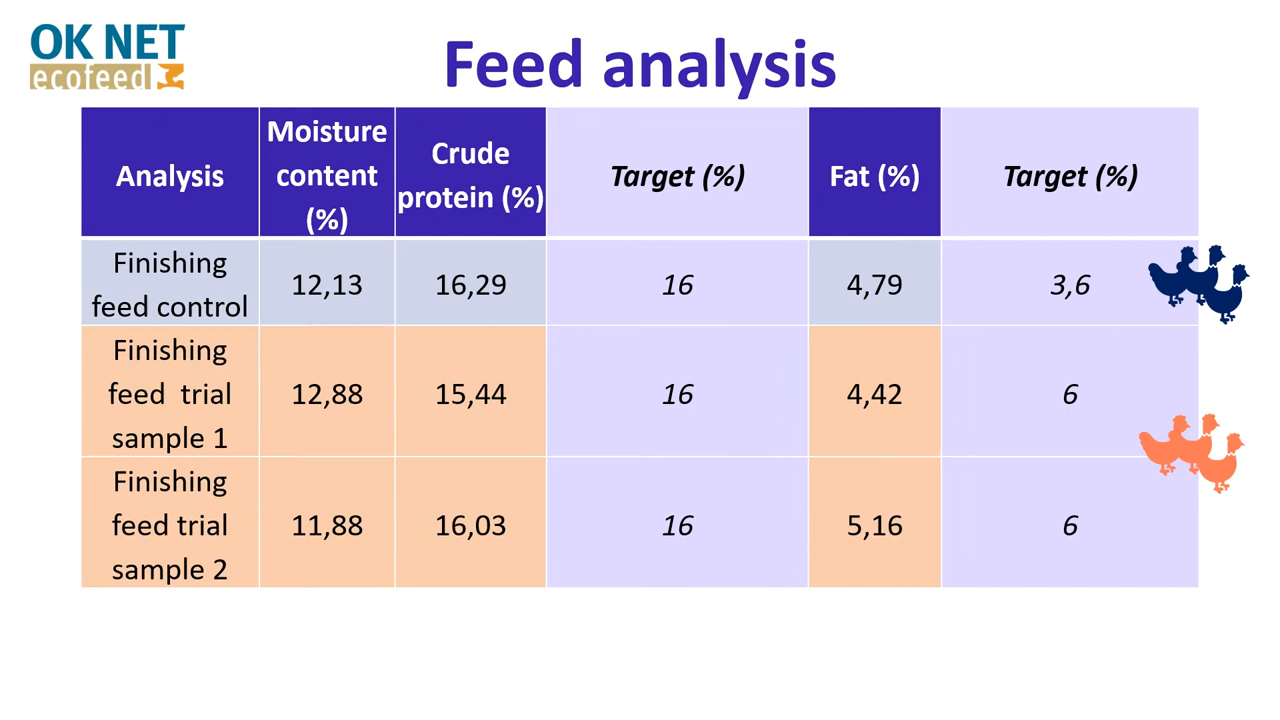 OK NET
ecofeed
Feed analysis
Analysis
Moisture
content
(%)
Crude
protein (%)
Target (%)
Fat (%)
Target (%)
Finishing
feed control
12,13
16,29
16
4,79
3,6
Finishing
feed trial
sample 1
12,88
15,44
16
4,42
6
Finishing
feed trial
sample 2
11,88
16,03
16
5,16
6